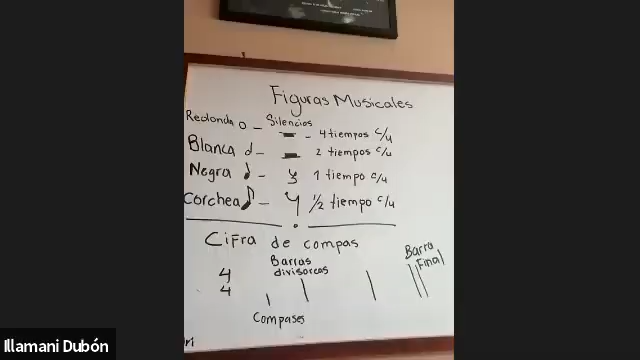 Figuras Musicales
Silencios
Redonda o - - 4 tiempos c/u
Blanca - 2 tiempos c/u
Negra - 1 tiempo c/u
Corchea - 1/2 tiempo c/u
Cifra de compas
Barras
divisorias
Barra
Final
4
4
Compases
Illamani Dubón